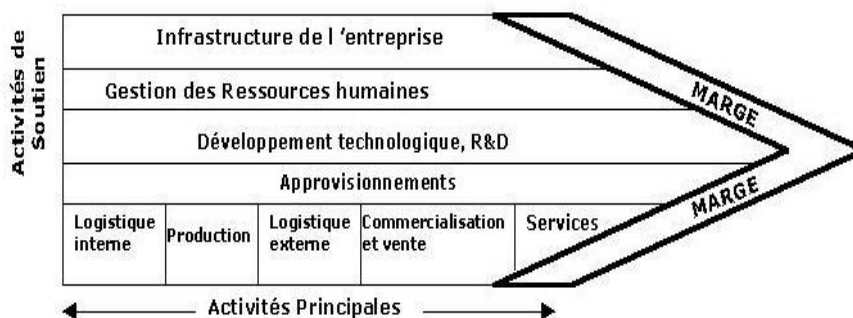 Activités de
Soutien
Infrastructure de l 'entreprise
Gestion des Ressources humaines
Développement technologique, R&D
Approvisionnements
Logistique
interne
Production
Logistique
externe
Commercialisation
et vente
Services
MARGE
MARGE
Activités Principales